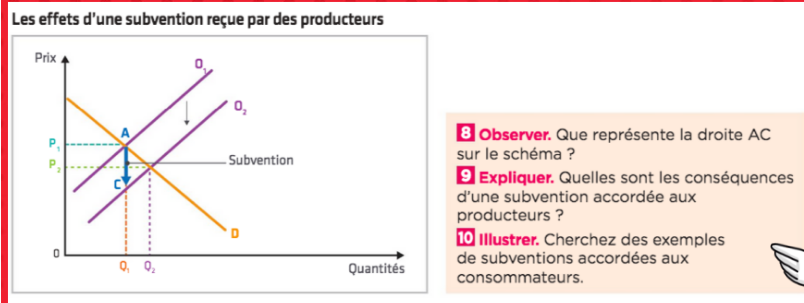 Les effets d'une subvention reçue par des producteurs
Prix
O₁
O₂
A
P₁
P₂
Subvention
C
D
0
Q₁ Q₂
Quantités
8 Observer. Que représente la droite AC
sur le schéma ?
9 Expliquer. Quelles sont les conséquences
d'une subvention accordée aux
producteurs ?
10 Illustrer. Cherchez des exemples
de subventions accordées aux
consommateurs.